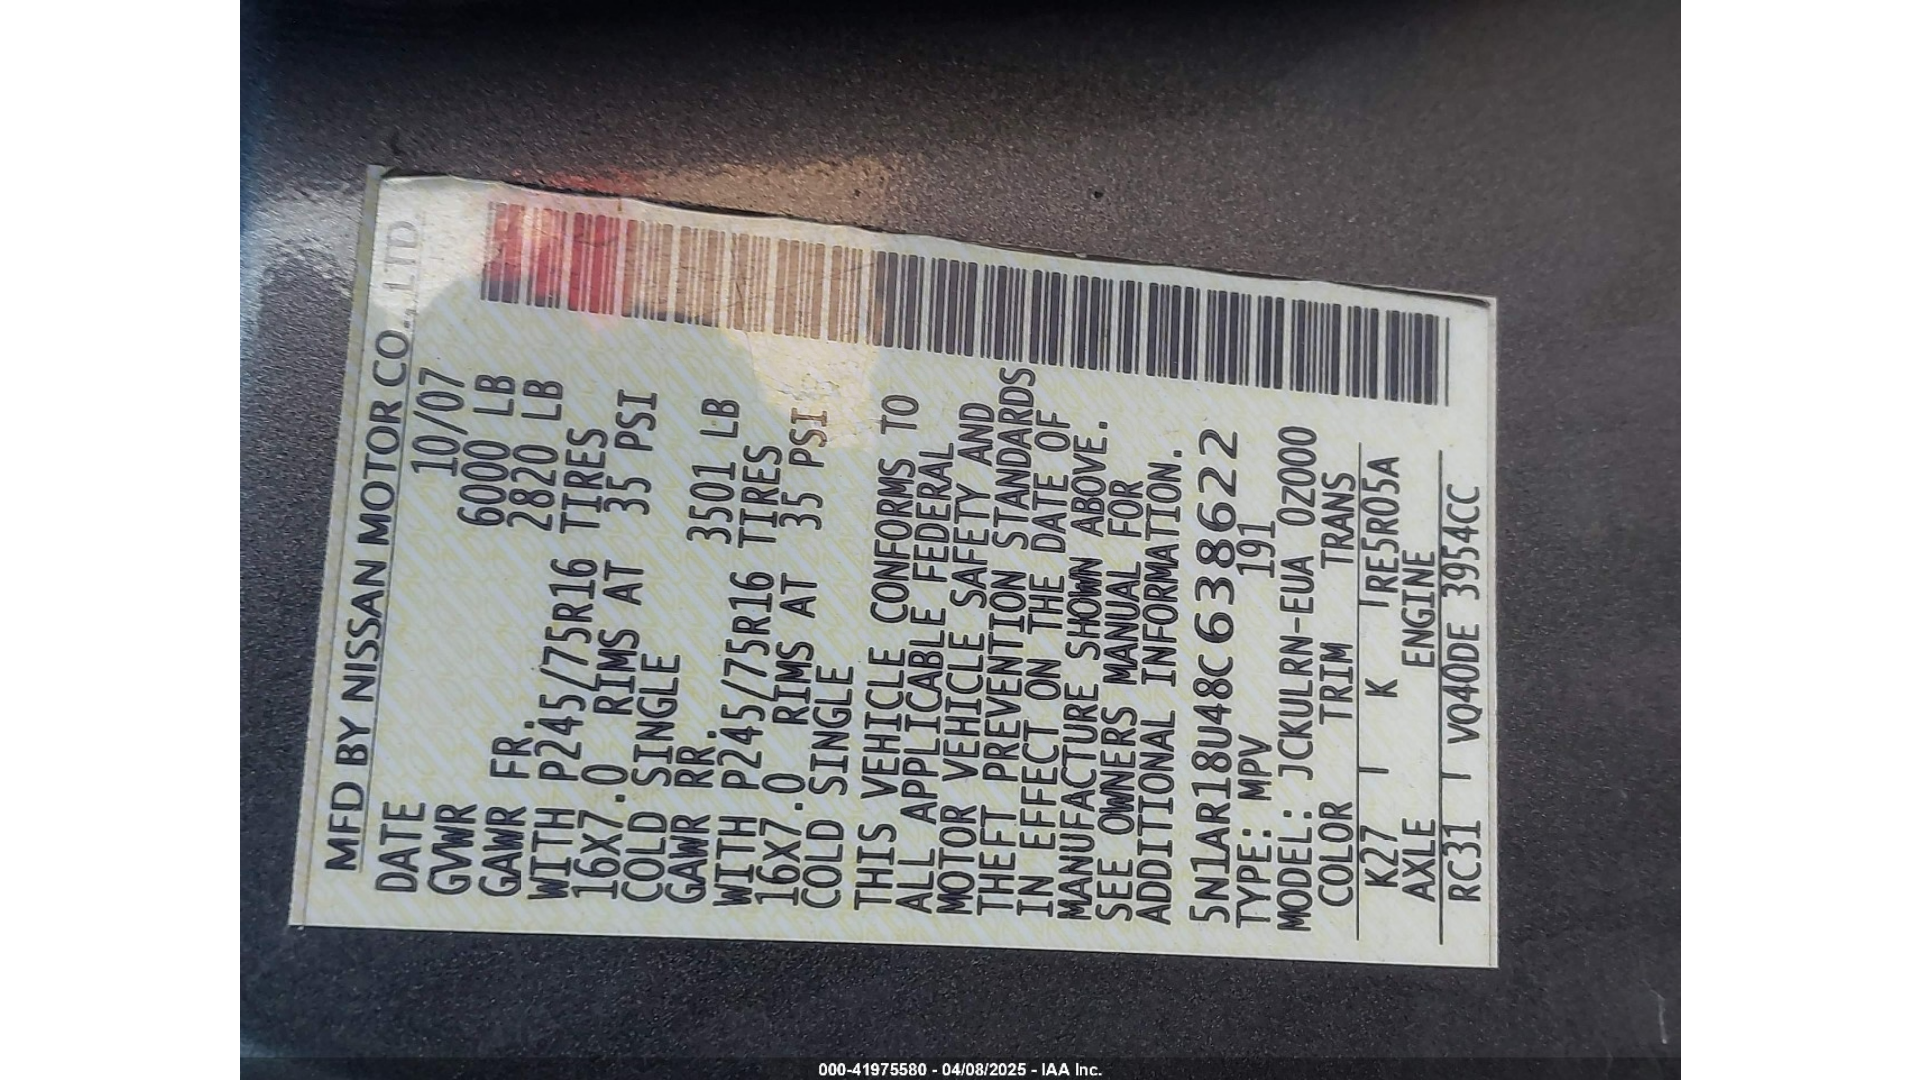 MFD BY NISSAN MOTOR CO., LTD
DATE 10/07
GVWR 6000 LB
GAWR FR. 2820 LB
WITH P245/75R16 TIRES
16X7.0 RIMS AT 35 PSI
COLD SINGLE
GAWR RR. 3501 LB
WITH P245/75R16 TIRES
16X7.0 RIMS AT 35 PSI
COLD SINGLE
THIS VEHICLE CONFORMS TO
ALL APPLICABLE FEDERAL
MOTOR VEHICLE SAFETY AND
THEFT PREVENTION STANDARDS
IN EFFECT ON THE DATE OF
MANUFACTURE SHOWN ABOVE.
SEE OWNERS MANUAL FOR
ADDITIONAL INFORMATION.
5N1AR18U48C638622
TYPE: MPV 191
MODEL: JCKULRN-EUA 0Z000
COLOR TRIM TRANS
K27 K RE5R05A
AXLE ENGINE
RC31 VQ40DE 3954CC
000-41975580 - 04/08/2025 - IAA Inc.